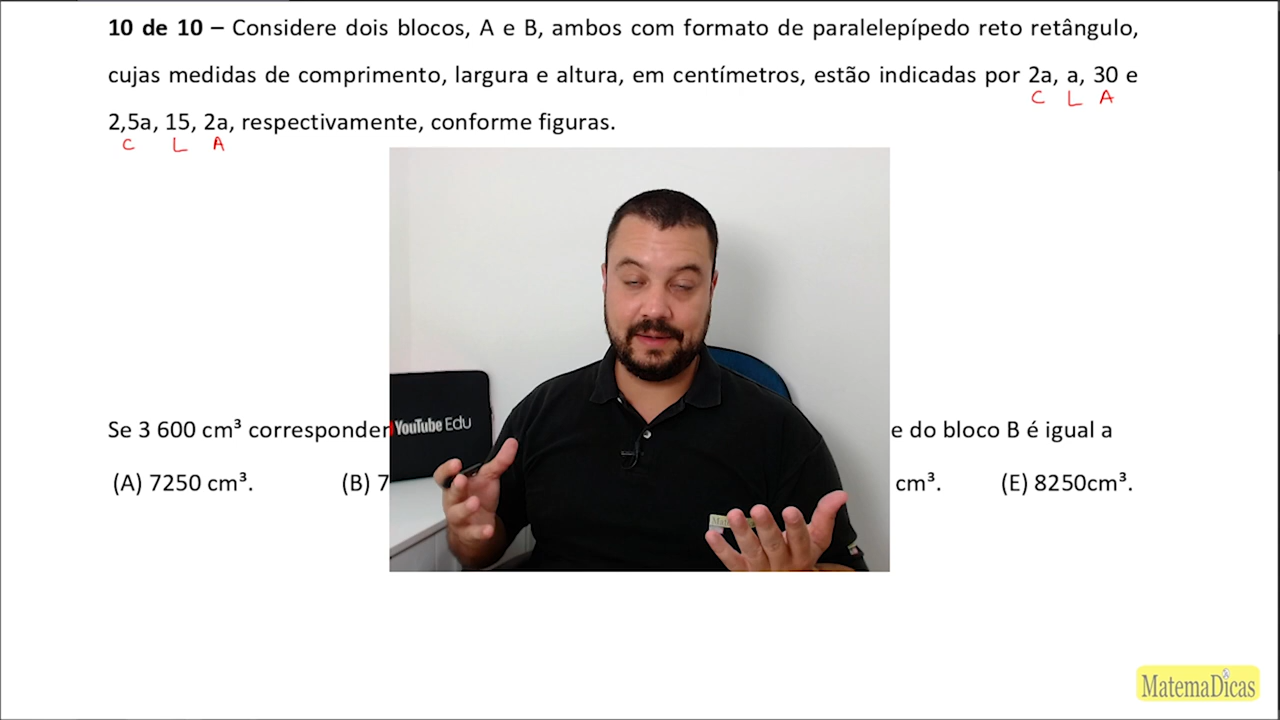 10 de 10 – Considere dois blocos, A e B, ambos com formato de paralelepípedo reto retângulo,
cujas medidas de comprimento, largura e altura, em centímetros, estão indicadas por 2a, a, 30 e
C L A
2,5a, 15, 2a, respectivamente, conforme figuras.
C L A
Se 3 600 cm³ corresponder
YouTube Edu
e do bloco B é igual a
(A) 7250 cm³. (B) 7
cm³. (E) 8250cm³.
MatemaDicas